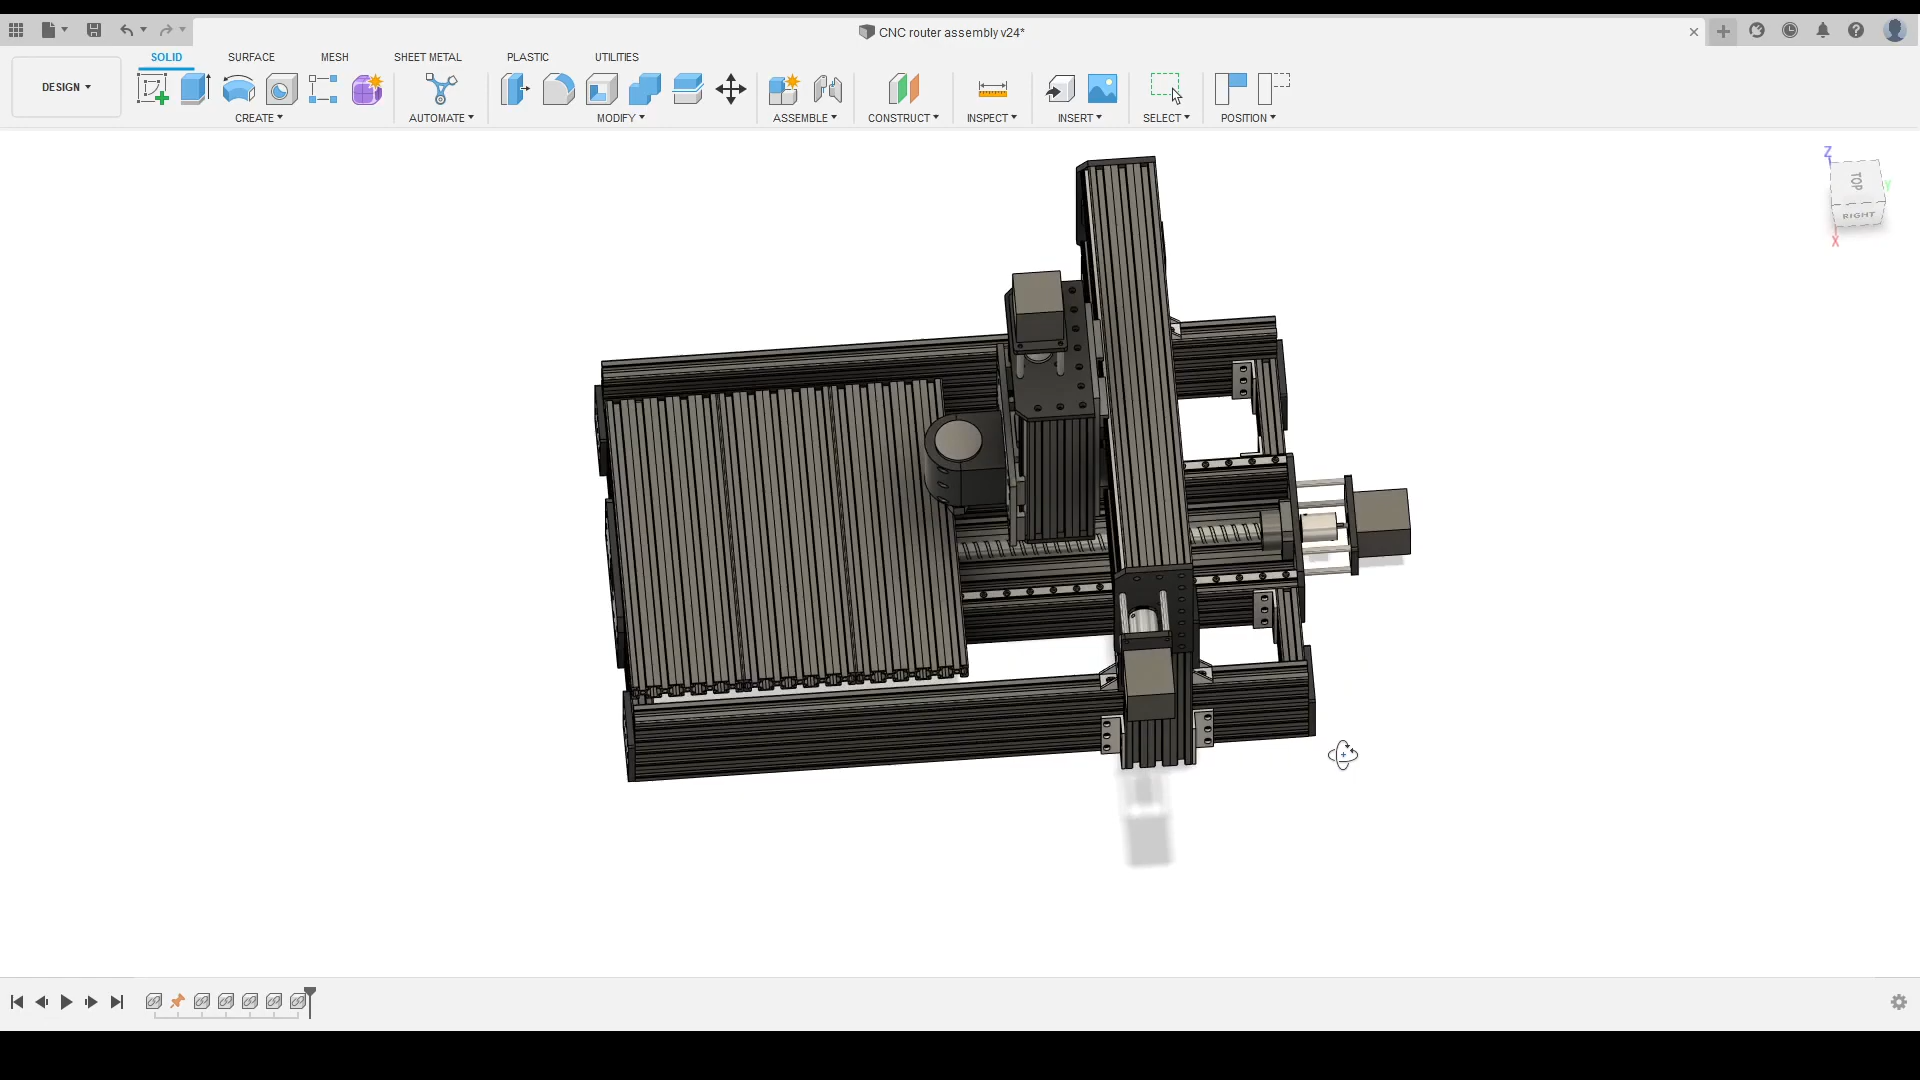 CNC router assembly v24*
SOLID
SURFACE
MESH
SHEET METAL
PLASTIC
UTILITIES
DESIGN
CREATE
AUTOMATE
MODIFY
ASSEMBLE
CONSTRUCT
INSPECT
INSERT
SELECT
POSITION
Z
TOP
Y
RIGHT
X